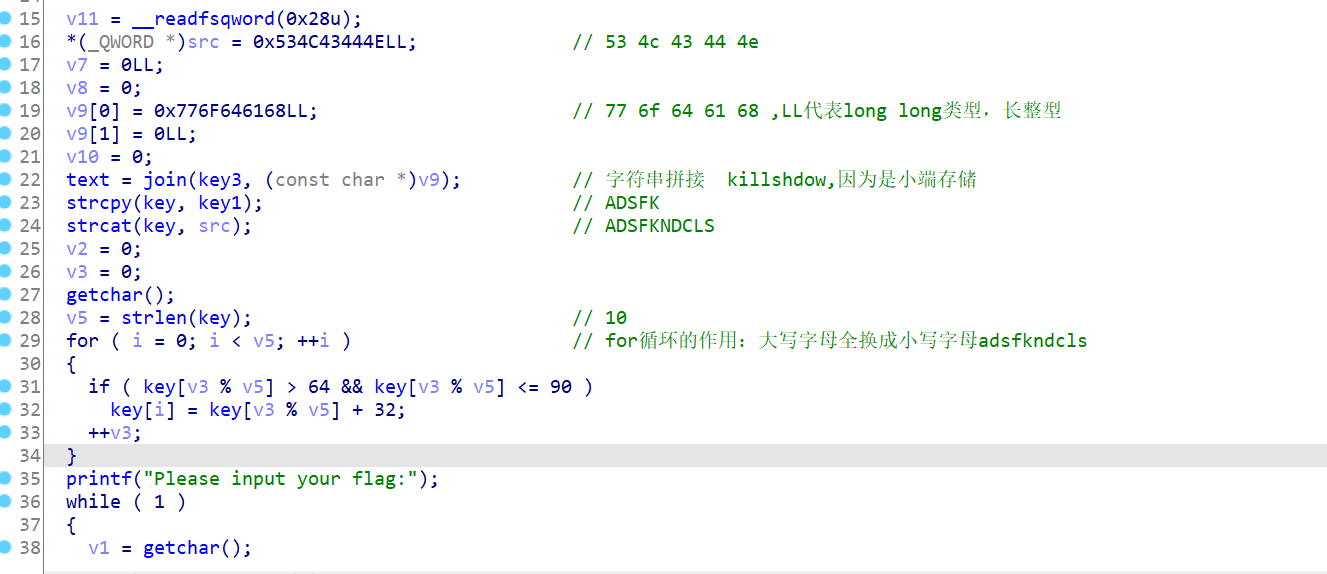 15 v11 = __readfsqword(0x28u);
16 *(_QWORD *)src = 0x534C43444ELL; // 53 4c 43 44 4e
17 v7 = 0LL;
18 v8 = 0;
19 v9[0] = 0x776F646168LL; // 77 6f 64 61 68 ,LL代表long long类型，长整型
20 v9[1] = 0LL;
21 v10 = 0;
22 text = join(key3, (const char *)v9); // 字符串拼接 killshdow,因为是小端存储
23 strcpy(key, key1); // ADSFK
24 strcat(key, src); // ADSFKNDCLS
25 v2 = 0;
26 v3 = 0;
27 getchar();
28 v5 = strlen(key); // 10
29 for ( i = 0; i < v5; ++i ) // for循环的作用：大写字母全换成小写字母adsfkndcls
30 {
31 if ( key[v3 % v5] > 64 && key[v3 % v5] <= 90 )
32 key[i] = key[v3 % v5] + 32;
33 ++v3;
34 }
35 printf("Please input your flag:");
36 while ( 1 )
37 {
38 v1 = getchar();